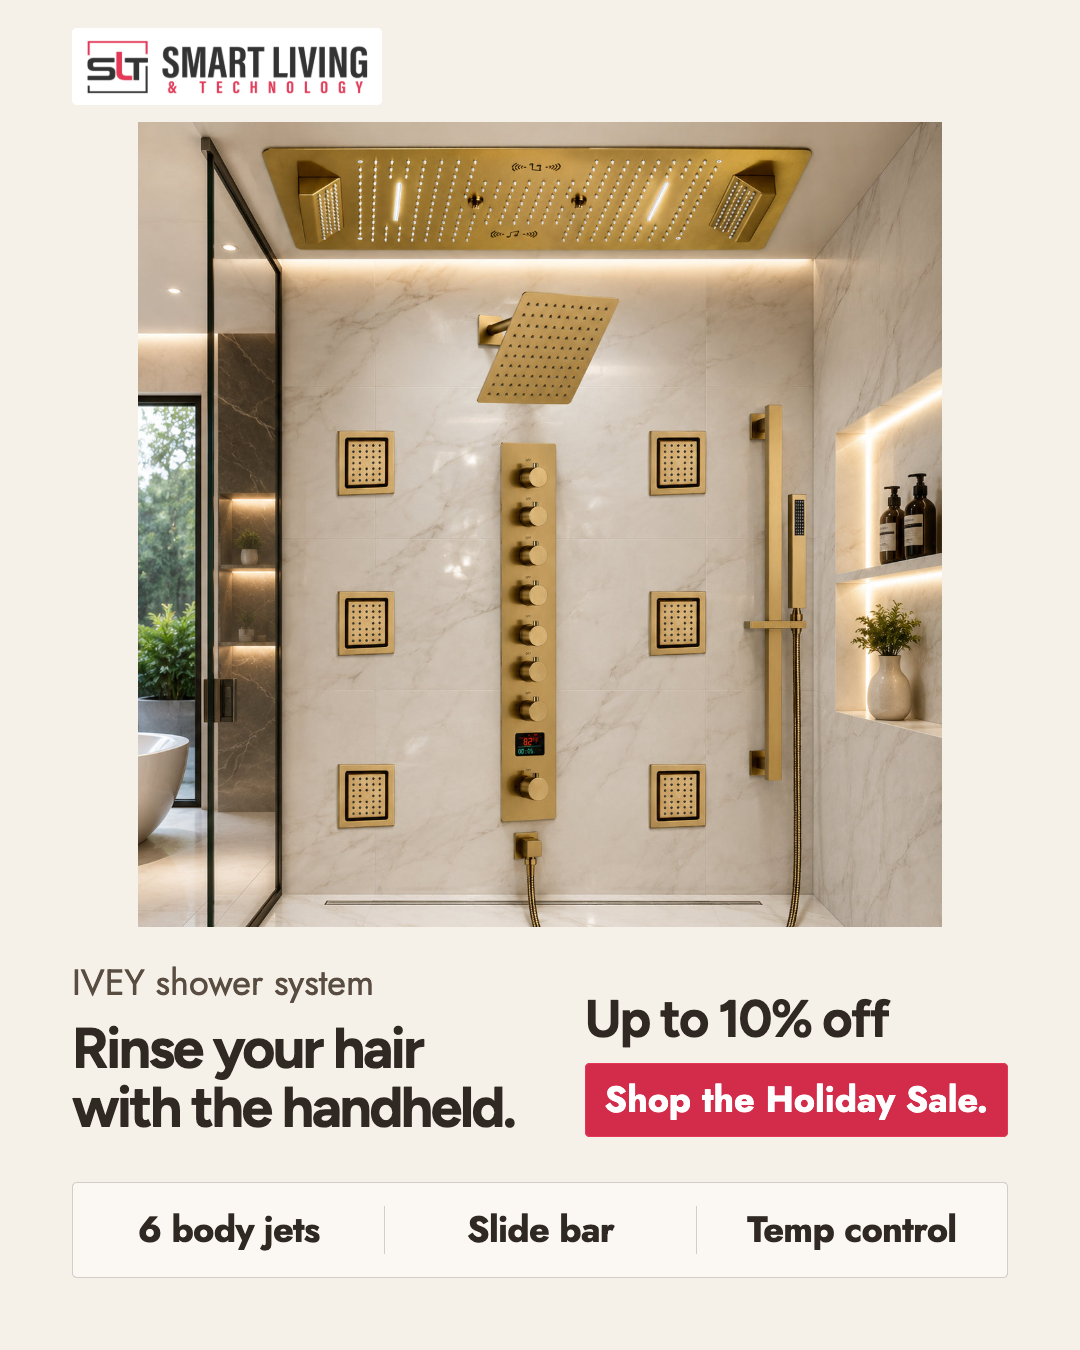 SLT SMART LIVING
& TECHNOLOGY
IVEY shower system
Rinse your hair
with the handheld.
Up to 10% off
Shop the Holiday Sale.
6 body jets
Slide bar
Temp control